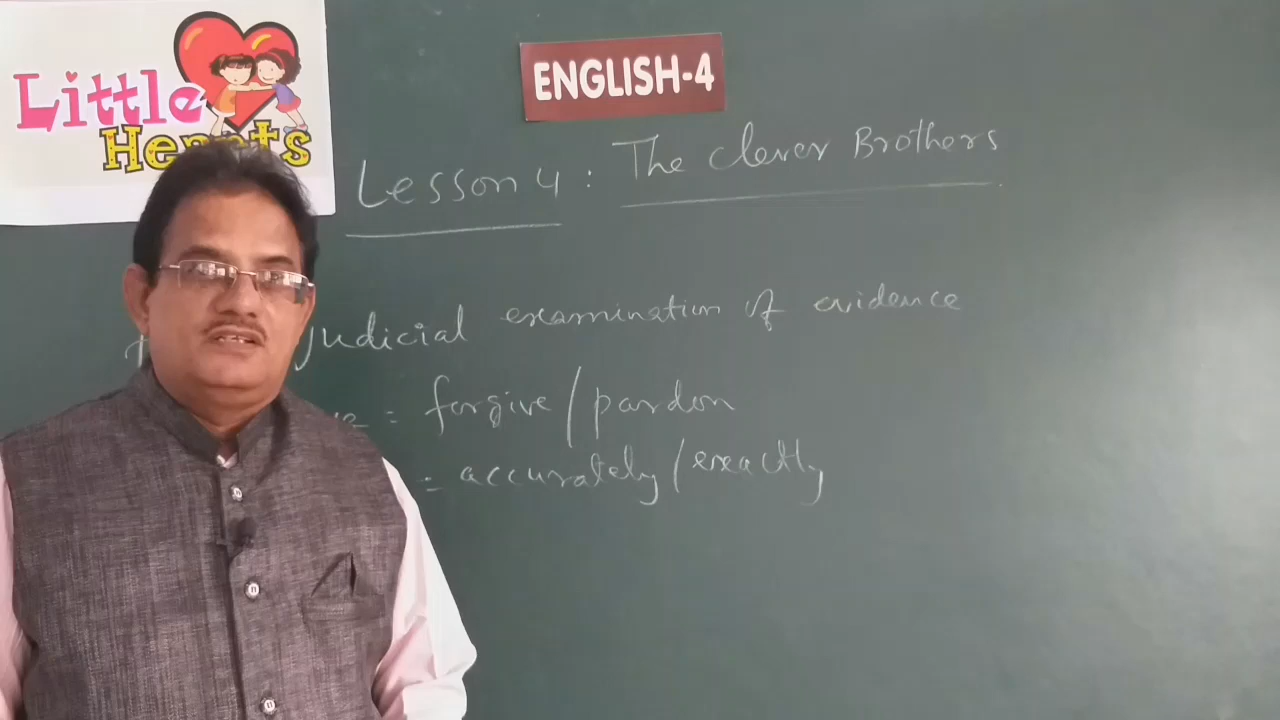 Little
Hearts
ENGLISH-4
Lesson 4 : The Clever Brothers
judicial examination of evidence
= forgive/pardon
= accurately/exactly